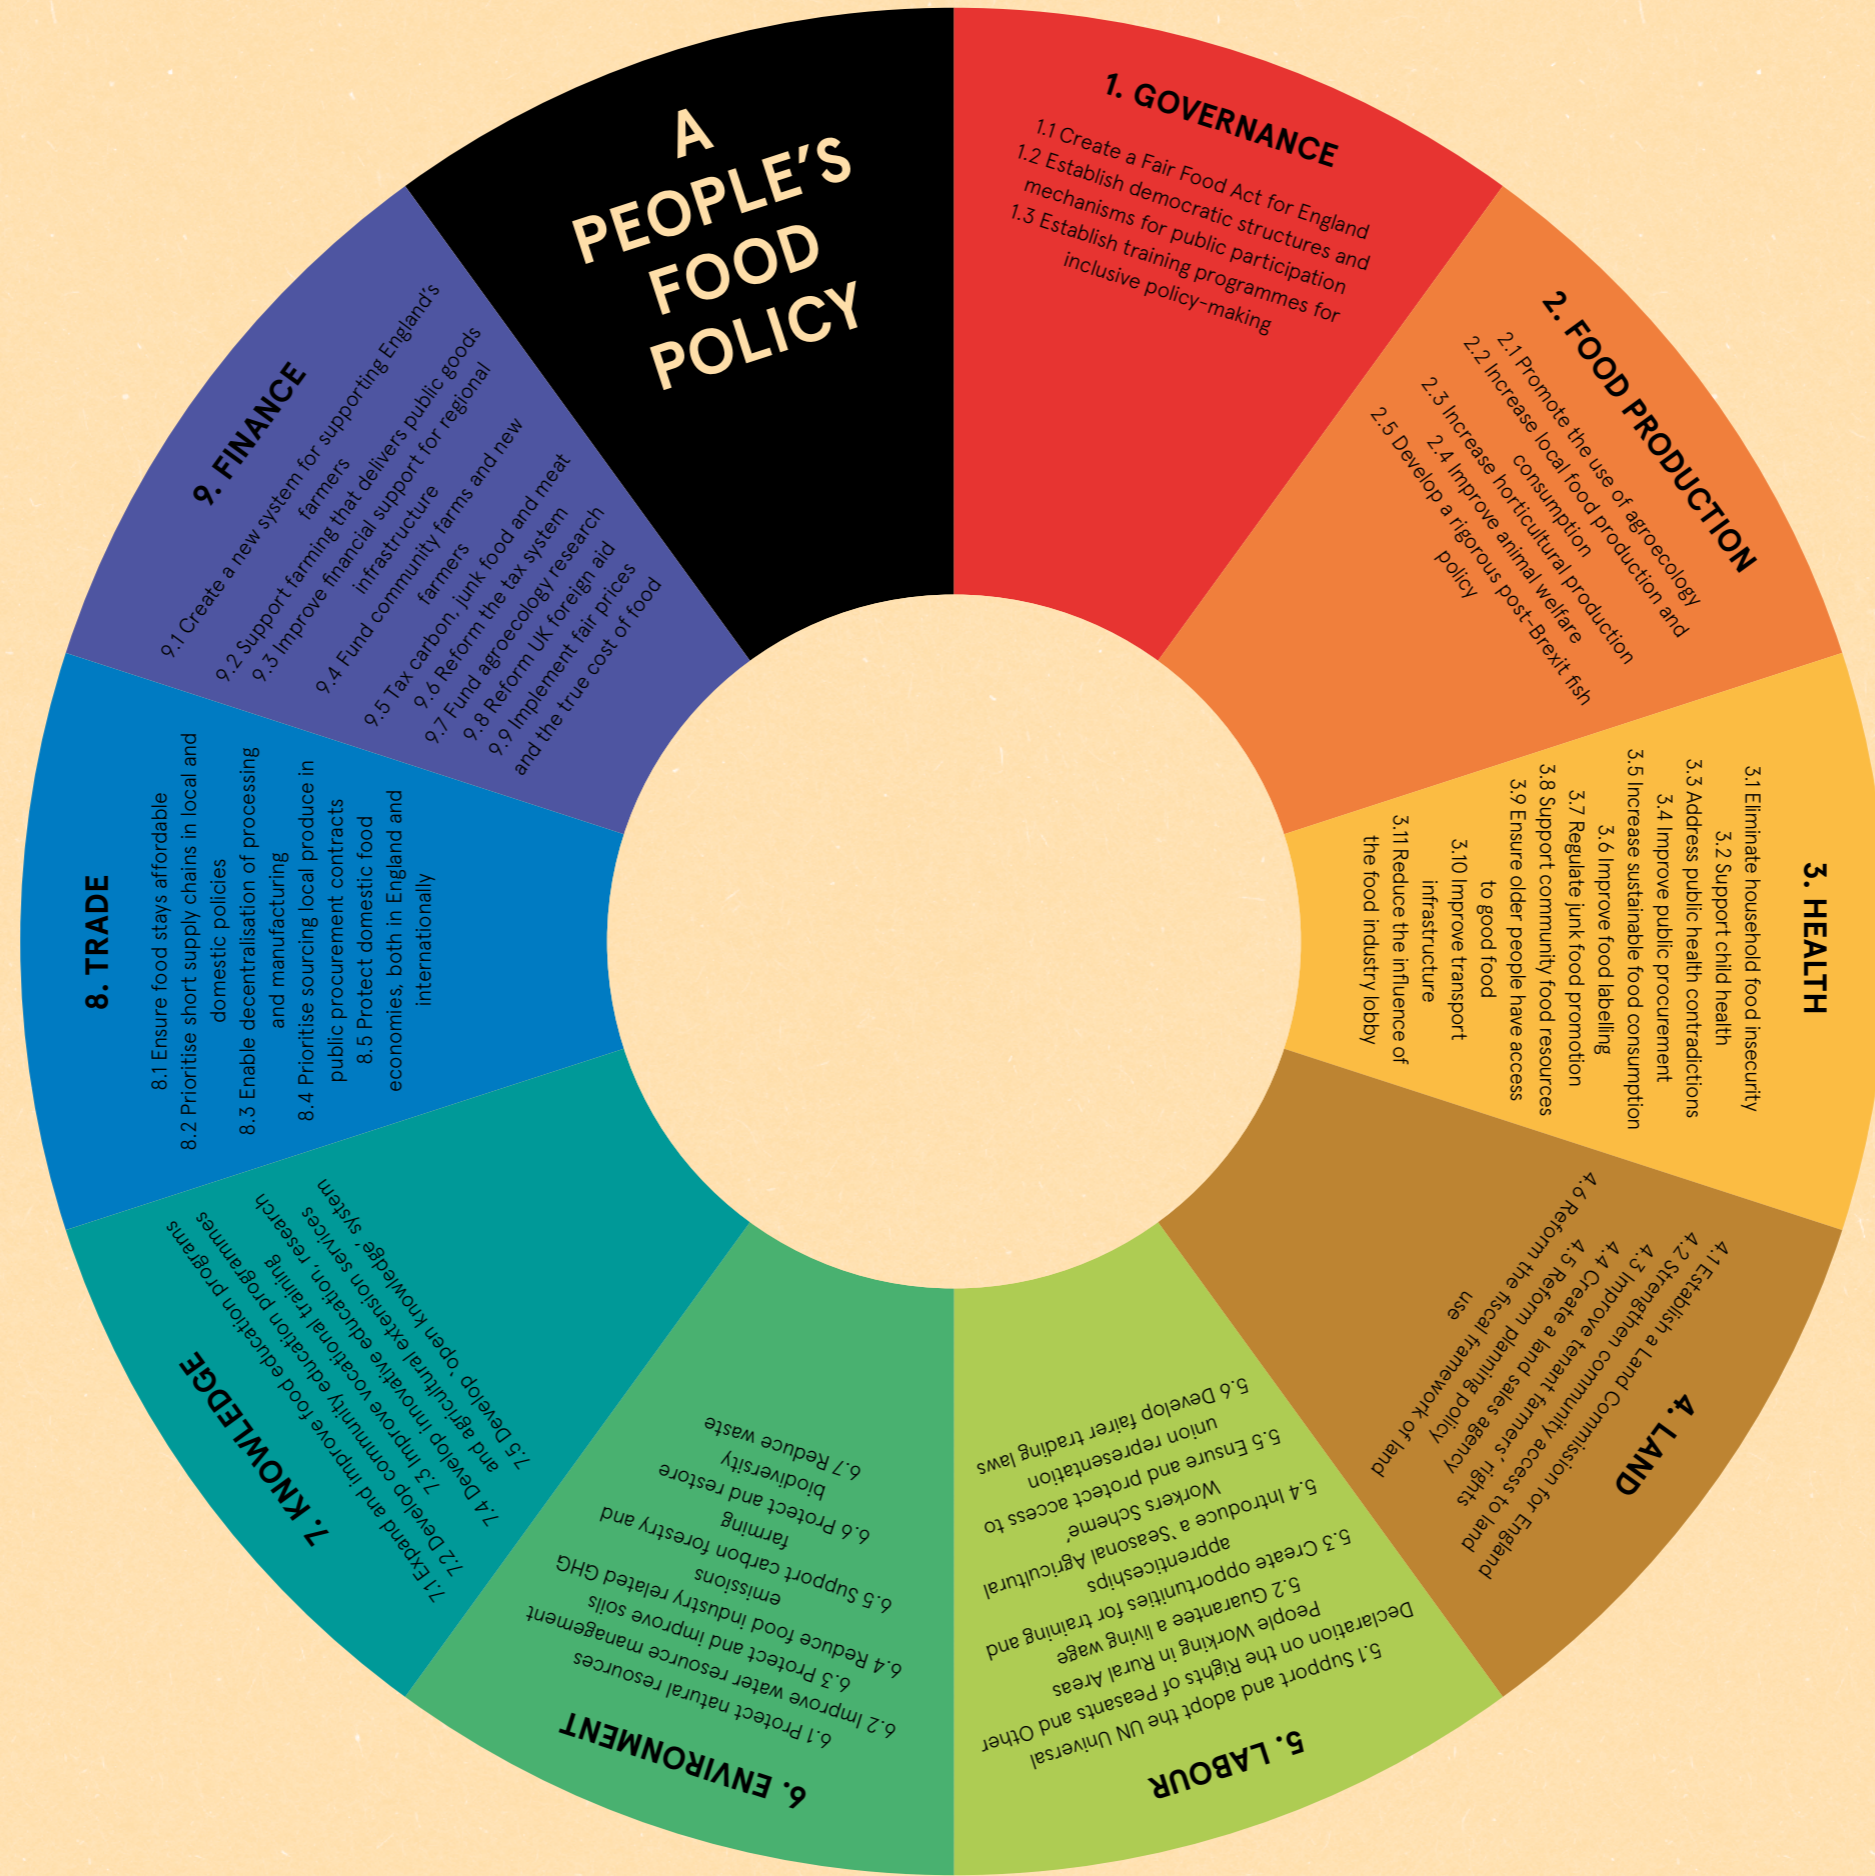 A
PEOPLE'S
FOOD
POLICY
1. GOVERNANCE
1.1 Create a Fair Food Act for England
1.2 Establish democratic structures and
mechanisms for public participation
1.3 Establish training programmes for
inclusive policy-making
2. FOOD PRODUCTION
2.1 Promote the use of agroecology
2.2 Increase local food production and
consumption
2.3 Increase horticultural production
2.4 Improve animal welfare
2.5 Develop a rigorous post-Brexit fish
policy
3. HEALTH
3.1 Eliminate household food insecurity
3.2 Support child health
3.3 Address public health contradictions
3.4 Improve public procurement
3.5 Increase sustainable food consumption
3.6 Improve food labelling
3.7 Regulate junk food promotion
3.8 Support community food resources
3.9 Ensure older people have access
to good food
3.10 Improve transport
infrastructure
3.11 Reduce the influence of
the food industry lobby
4. LAND
4.1 Establish a Land Commission for England
4.2 Strengthen community access to land
4.3 Improve tenant farmers' rights
4.4 Create a land sales agency
4.5 Reform planning policy
4.6 Reform the fiscal framework of land
use
5. LABOUR
5.1 Support and adopt the UN Universal
Declaration on the Rights of Peasants and Other
People Working in Rural Areas
5.2 Guarantee a living wage
5.3 Create opportunities for training and
apprenticeships
5.4 Introduce a 'Seasonal Agricultural
Workers Scheme'
5.5 Ensure and protect access to
union representation
5.6 Develop fairer trading laws
6. ENVIRONMENT
6.1 Protect natural resources
6.2 Improve water resource management
6.3 Protect and improve soils
6.4 Reduce food industry related GHG
emissions
6.5 Support carbon forestry and
farming
6.6 Protect and restore
biodiversity
6.7 Reduce waste
7. KNOWLEDGE
7.1 Expand and improve food education programs
7.2 Develop community education programmes
7.3 Improve vocational training
7.4 Develop innovative education, research
and agricultural extension services
7.5 Develop 'open knowledge' system
8. TRADE
8.1 Ensure food stays affordable
8.2 Prioritise short supply chains in local and
domestic policies
8.3 Enable decentralisation of processing
and manufacturing
8.4 Prioritise sourcing local produce in
public procurement contracts
8.5 Protect domestic food
economies, both in England and
internationally
9. FINANCE
9.1 Create a new system for supporting England's
farmers
9.2 Support farming that delivers public goods
9.3 Improve financial support for regional
infrastructure
9.4 Fund community farms and new
farmers
9.5 Tax carbon, junk food and meat
9.6 Reform the tax system
9.7 Fund agroecology research
9.8 Reform UK foreign aid
9.9 Implement fair prices
and the true cost of food